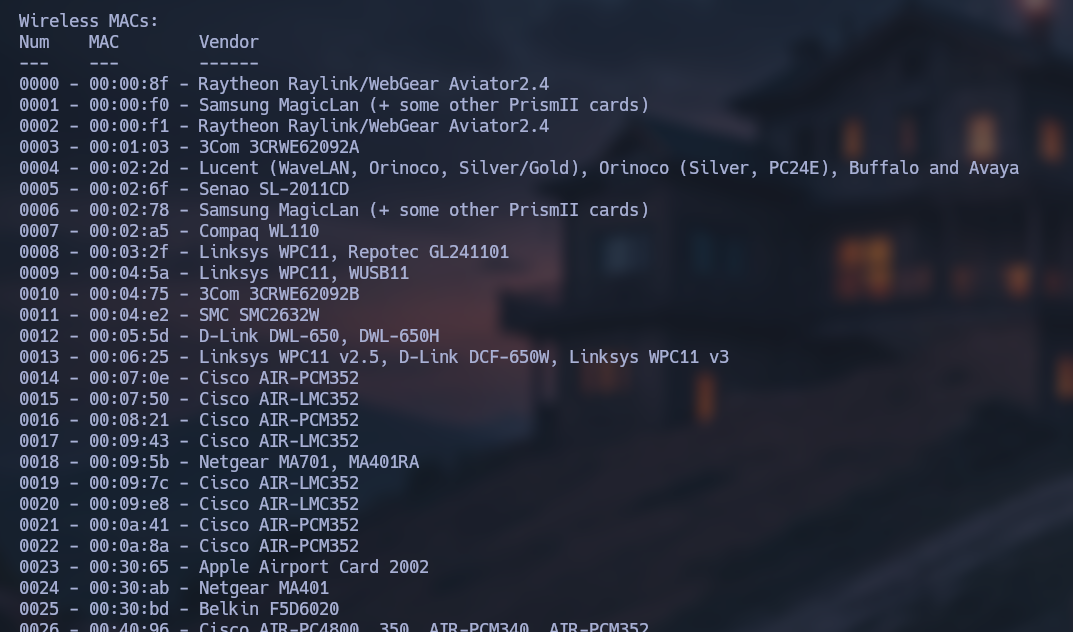 Wireless MACs:
Num    MAC        Vendor
---    ---        ------
0000 - 00:00:8f - Raytheon Raylink/WebGear Aviator2.4
0001 - 00:00:f0 - Samsung MagicLan (+ some other PrismII cards)
0002 - 00:00:f1 - Raytheon Raylink/WebGear Aviator2.4
0003 - 00:01:03 - 3Com 3CRWE62092A
0004 - 00:02:2d - Lucent (WaveLAN, Orinoco, Silver/Gold), Orinoco (Silver, PC24E), Buffalo and Avaya
0005 - 00:02:6f - Senao SL-2011CD
0006 - 00:02:78 - Samsung MagicLan (+ some other PrismII cards)
0007 - 00:02:a5 - Compaq WL110
0008 - 00:03:2f - Linksys WPC11, Repotec GL241101
0009 - 00:04:5a - Linksys WPC11, WUSB11
0010 - 00:04:75 - 3Com 3CRWE62092B
0011 - 00:04:e2 - SMC SMC2632W
0012 - 00:05:5d - D-Link DWL-650, DWL-650H
0013 - 00:06:25 - Linksys WPC11 v2.5, D-Link DCF-650W, Linksys WPC11 v3
0014 - 00:07:0e - Cisco AIR-PCM352
0015 - 00:07:50 - Cisco AIR-LMC352
0016 - 00:08:21 - Cisco AIR-PCM352
0017 - 00:09:43 - Cisco AIR-LMC352
0018 - 00:09:5b - Netgear MA701, MA401RA
0019 - 00:09:7c - Cisco AIR-LMC352
0020 - 00:09:e8 - Cisco AIR-LMC352
0021 - 00:0a:41 - Cisco AIR-PCM352
0022 - 00:0a:8a - Cisco AIR-PCM352
0023 - 00:30:65 - Apple Airport Card 2002
0024 - 00:30:ab - Netgear MA401
0025 - 00:30:bd - Belkin F5D6020
0026 - 00:40:96 - Cisco AIR-PC4800, 350, AIR-PCM340, AIR-PCM352